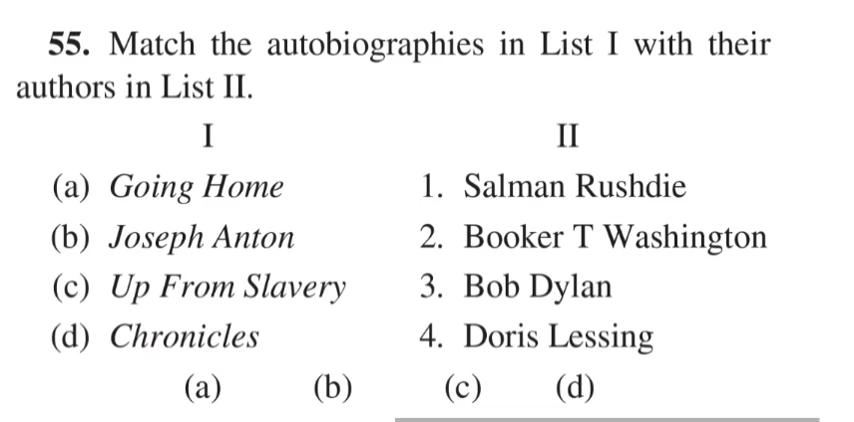 55. Match the autobiographies in List I with their
authors in List II.
I II
(a) Going Home 1. Salman Rushdie
(b) Joseph Anton 2. Booker T Washington
(c) Up From Slavery 3. Bob Dylan
(d) Chronicles 4. Doris Lessing
(a) (b) (c) (d)